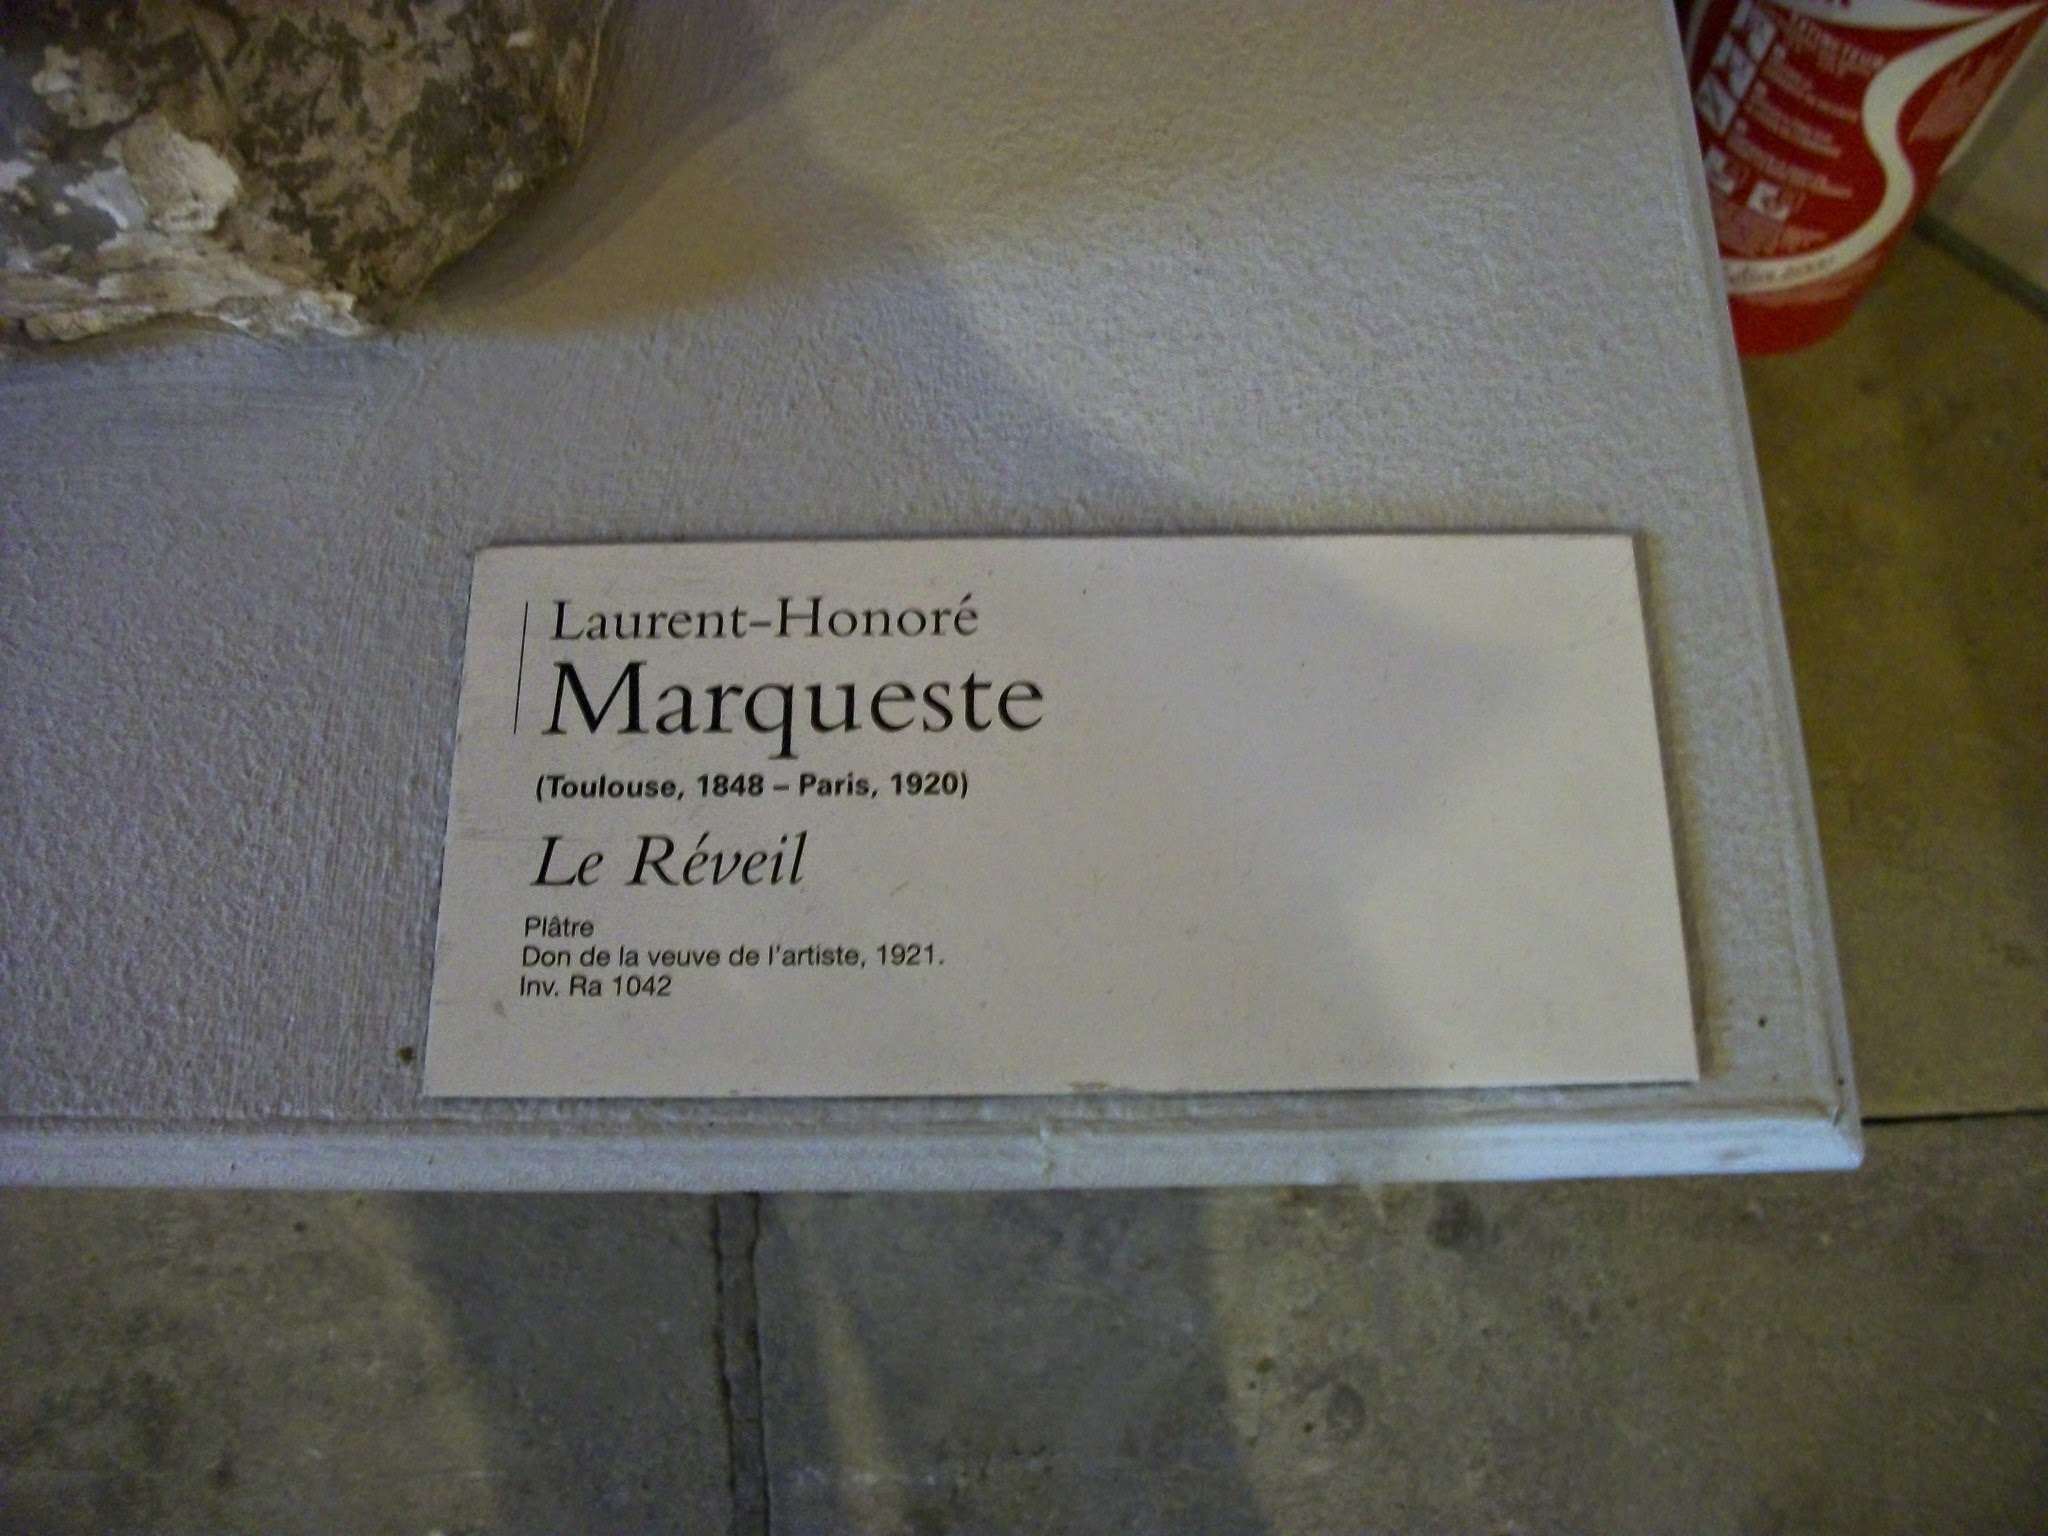 Laurent-Honoré
Marqueste
(Toulouse, 1848 – Paris, 1920)
Le Réveil
Plâtre
Don de la veuve de l'artiste, 1921.
Inv. Ra 1042